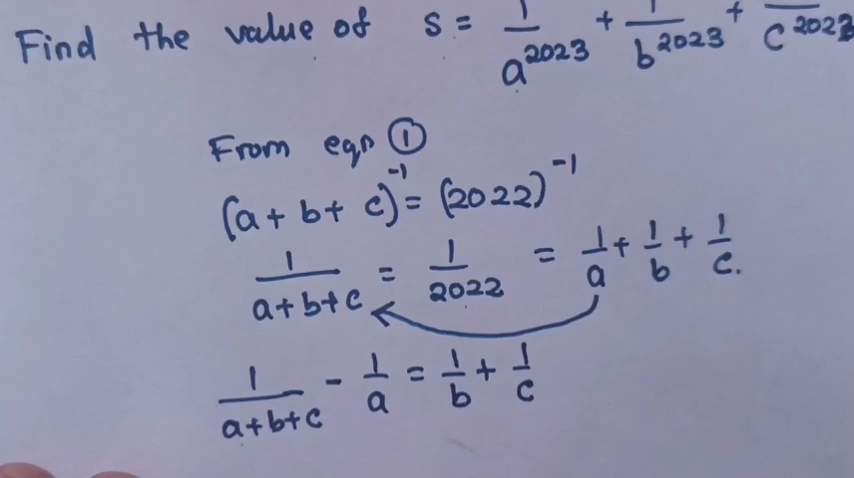 Find the value of s = 1/a^2023 + 1/b^2023 + 1/c^2023
From eqn ①
(a + b + c)^-1 = (2022)^-1
1/(a+b+c) = 1/2022 = 1/a + 1/b + 1/c.
1/(a+b+c) - 1/a = 1/b + 1/c